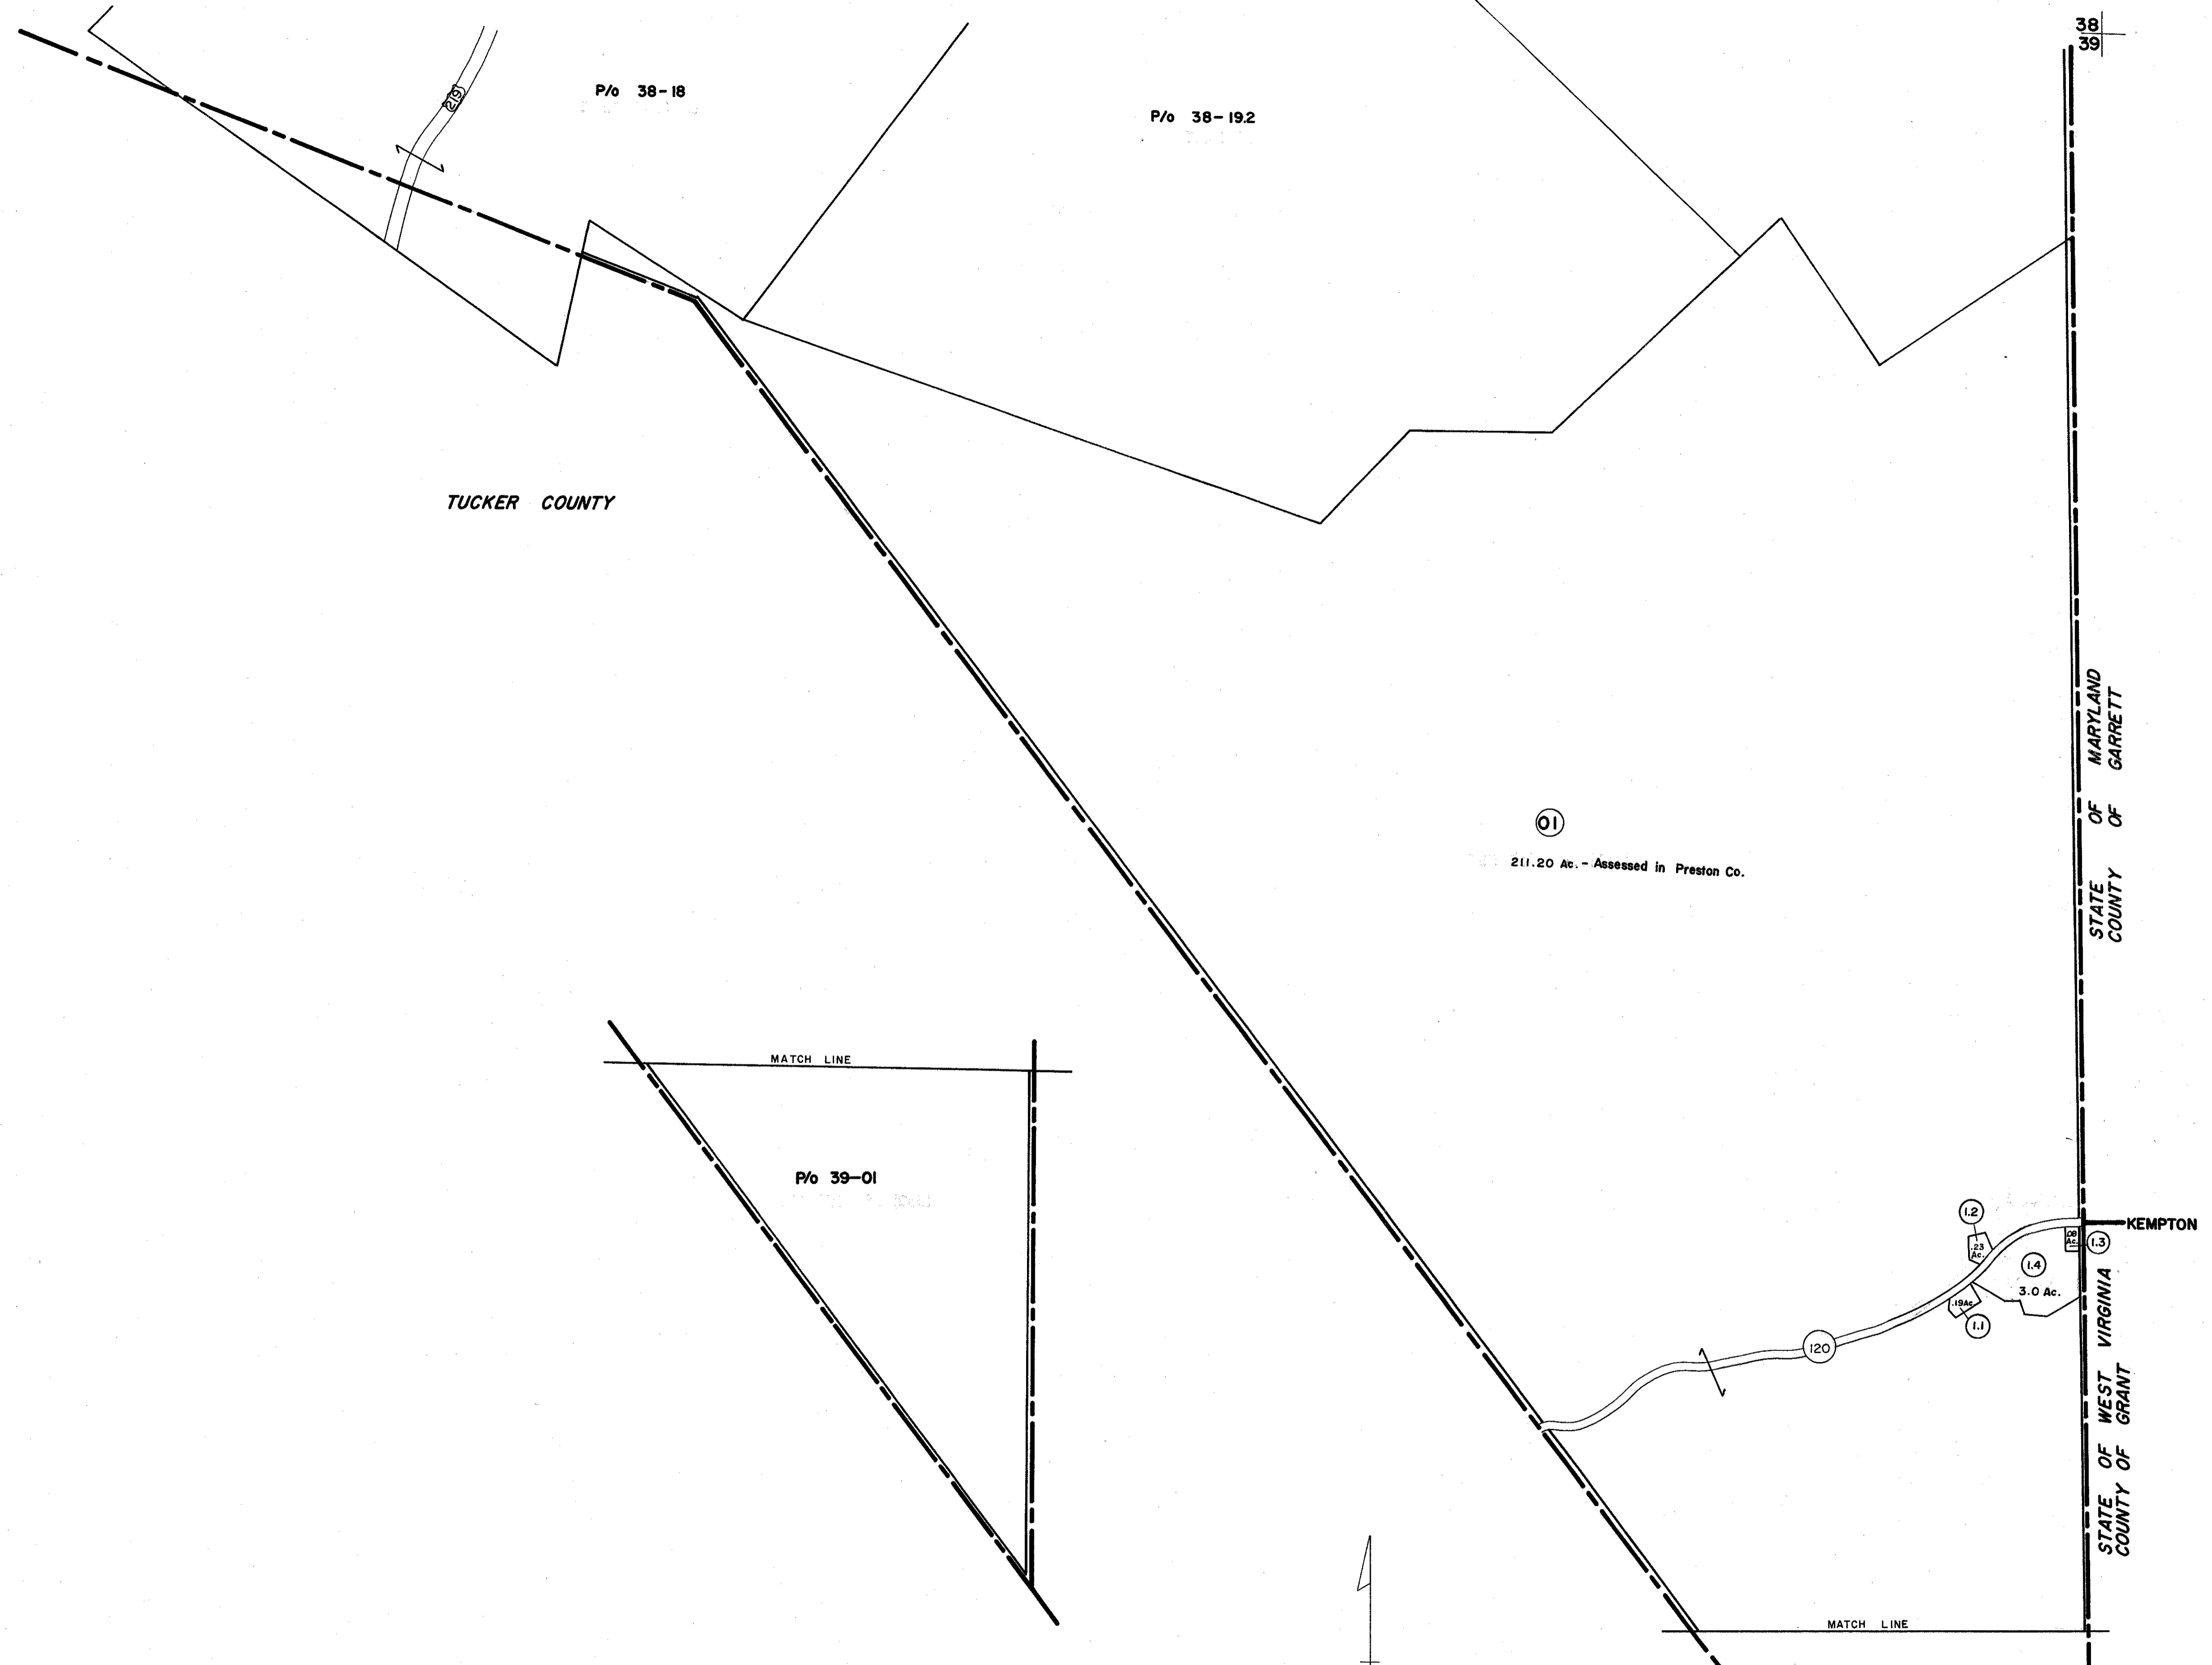 38
39
219
P/o 38-18
P/o 38-19.2
TUCKER COUNTY
STATE OF MARYLAND
COUNTY OF GARRETT
01
211.20 Ac. - Assessed in Preston Co.
MATCH LINE
P/o 39-01
1.2
.23
Ac.
KEMPTON
.08
Ac.
1.3
1.4
3.0 Ac.
.19Ac.
1.1
120
STATE OF WEST VIRGINIA
COUNTY OF GRANT
MATCH LINE